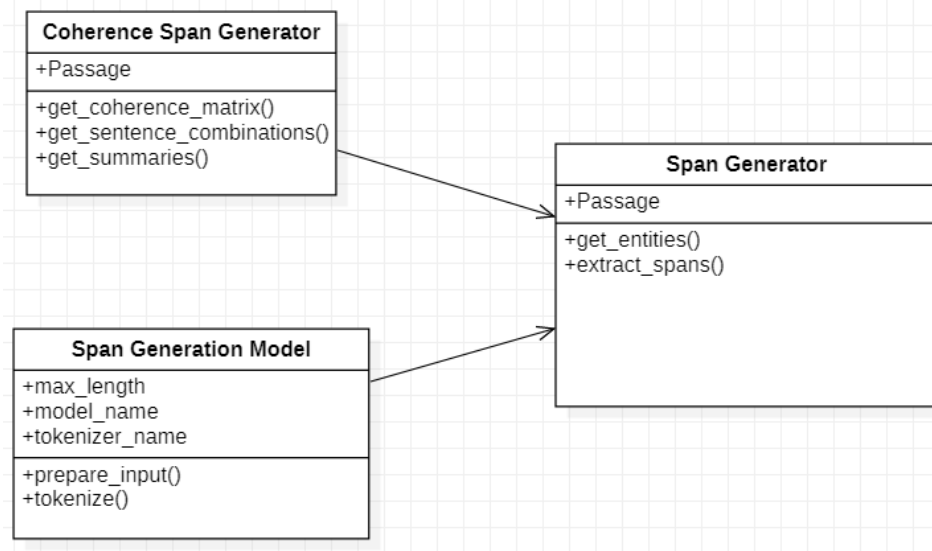 Coherence Span Generator
+Passage
+get_coherence_matrix()
+get_sentence_combinations()
+get_summaries()
Span Generator
+Passage
+get_entities()
+extract_spans()
Span Generation Model
+max_length
+model_name
+tokenizer_name
+prepare_input()
+tokenize()